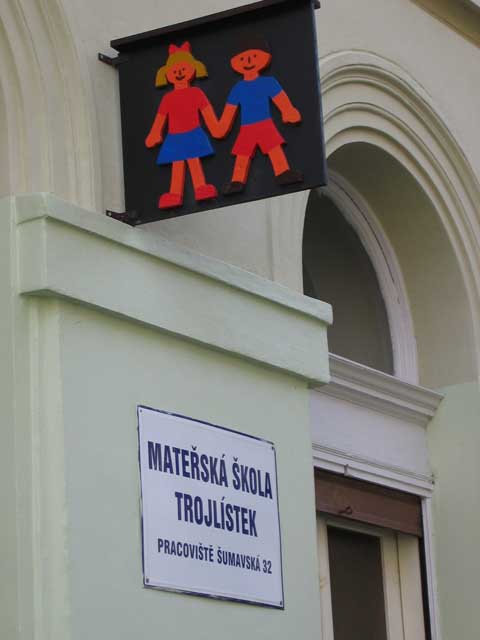 MATEŘSKÁ ŠKOLA
TROJLÍSTEK
PRACOVIŠTĚ ŠUMAVSKÁ 32